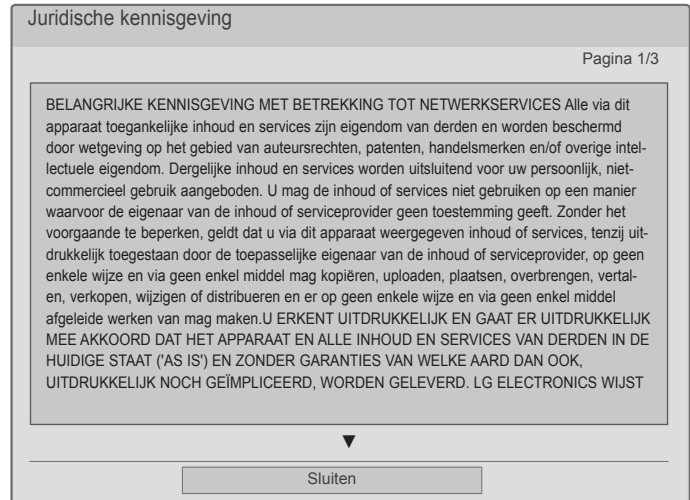 Juridische kennisgeving
Pagina 1/3
BELANGRIJKE KENNISGEVING MET BETREKKING TOT NETWERKSERVICES Alle via dit
apparaat toegankelijke inhoud en services zijn eigendom van derden en worden beschermd
door wetgeving op het gebied van auteursrechten, patenten, handelsmerken en/of overige intel-
lectuele eigendom. Dergelijke inhoud en services worden uitsluitend voor uw persoonlijk, niet-
commercieel gebruik aangeboden. U mag de inhoud of services niet gebruiken op een manier
waarvoor de eigenaar van de inhoud of serviceprovider geen toestemming geeft. Zonder het
voorgaande te beperken, geldt dat u via dit apparaat weergegeven inhoud of services, tenzij uit-
drukkelijk toegestaan door de toepasselijke eigenaar van de inhoud of serviceprovider, op geen
enkele wijze en via geen enkel middel mag kopiëren, uploaden, plaatsen, overbrengen, vertal-
en, verkopen, wijzigen of distribueren en er op geen enkele wijze en via geen enkel middel
afgeleide werken van mag maken.U ERKENT UITDRUKKELIJK EN GAAT ER UITDRUKKELIJK
MEE AKKOORD DAT HET APPARAAT EN ALLE INHOUD EN SERVICES VAN DERDEN IN DE
HUIDIGE STAAT ('AS IS') EN ZONDER GARANTIES VAN WELKE AARD DAN OOK,
UITDRUKKELIJK NOCH GEÏMPLICEERD, WORDEN GELEVERD. LG ELECTRONICS WIJST
▼
Sluiten